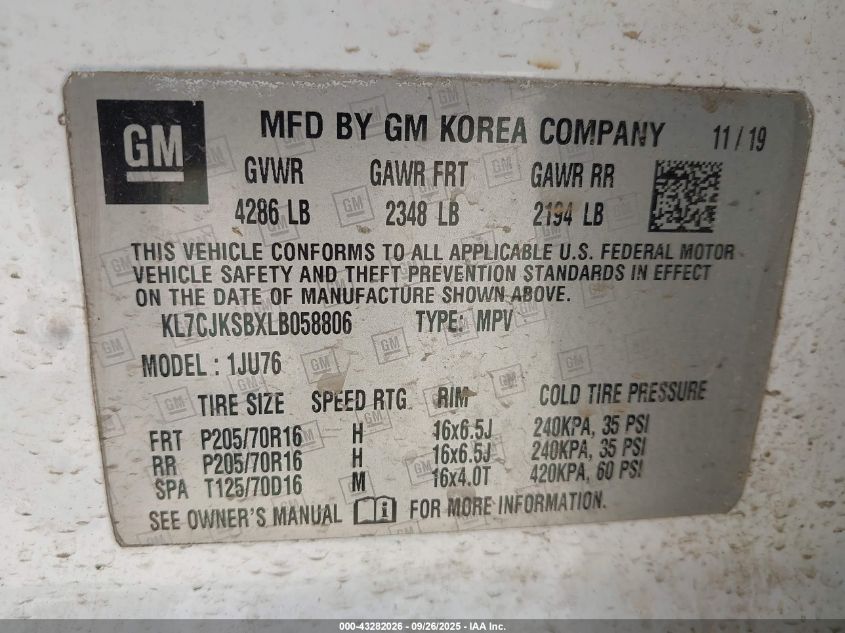 GM
MFD BY GM KOREA COMPANY 11/19
GVWR GAWR FRT GAWR RR
4286 LB 2348 LB 2194 LB
THIS VEHICLE CONFORMS TO ALL APPLICABLE U.S. FEDERAL MOTOR
VEHICLE SAFETY AND THEFT PREVENTION STANDARDS IN EFFECT
ON THE DATE OF MANUFACTURE SHOWN ABOVE.
KL7CJKSBXLB058806 TYPE: MPV
MODEL : 1JU76
TIRE SIZE SPEED RTG RIM COLD TIRE PRESSURE
FRT P205/70R16 H 16x6.5J 240KPA, 35 PSI
RR P205/70R16 H 16x6.5J 240KPA, 35 PSI
SPA T125/70D16 M 16x4.0T 420KPA, 60 PSI
SEE OWNER'S MANUAL i FOR MORE INFORMATION.
000-43282026 - 09/26/2025 - IAA Inc.